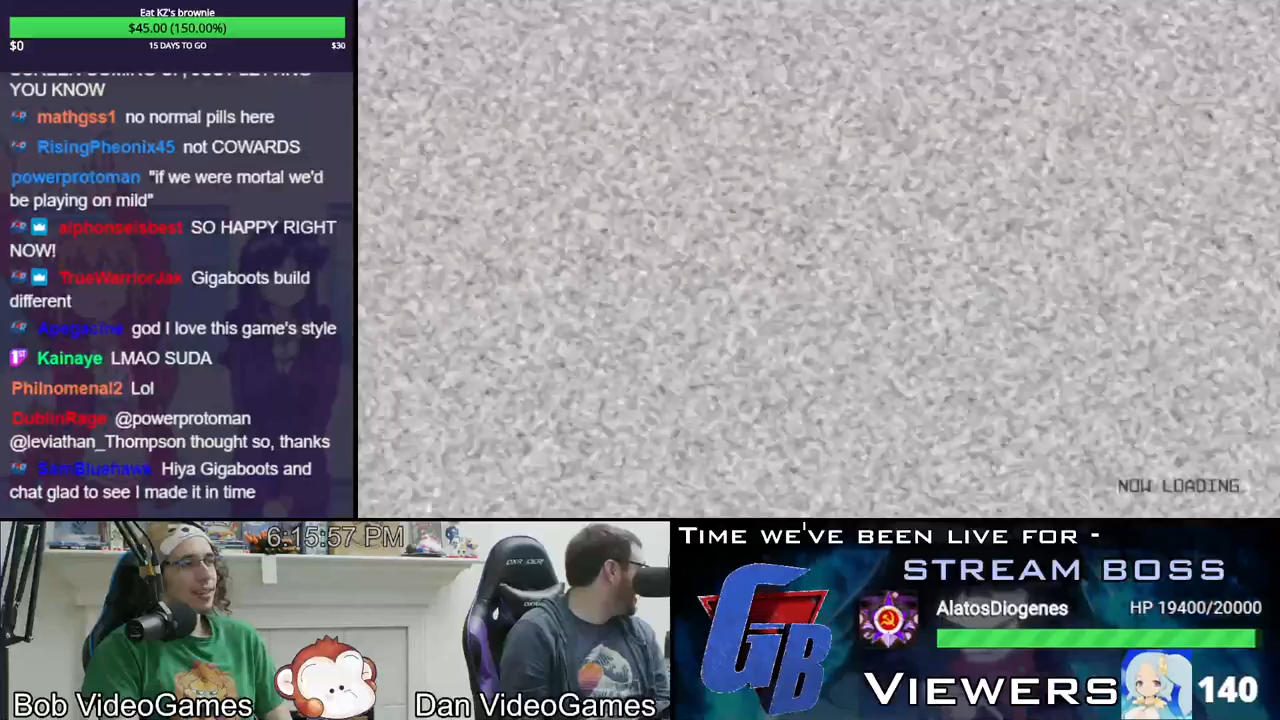 Eat KZ's brownie
$45.00 (150.00%)
$0 15 DAYS TO GO $30
YOU KNOW
mathgss1 no normal pills here
RisingPheonix45 not COWARDS
powerprotoman "if we were mortal we'd
be playing on mild"
alphonseisbest SO HAPPY RIGHT
NOW!
TrueWarriorJax Gigaboots build
different
god I love this game's style
Kainaye LMAO SUDA
Philnomenal2 Lol
DublinRage @powerprotoman
@leviathan_Thompson thought so, thanks
SamBluehawk Hiya Gigaboots and
chat glad to see I made it in time
NOW LOADING
6:15:57 PM
Bob VideoGames
Dan VideoGames
TIME WE'VE BEEN LIVE FOR -
STREAM BOSS
AlatosDiogenes HP 19400/20000
GB
VIEWERS 140